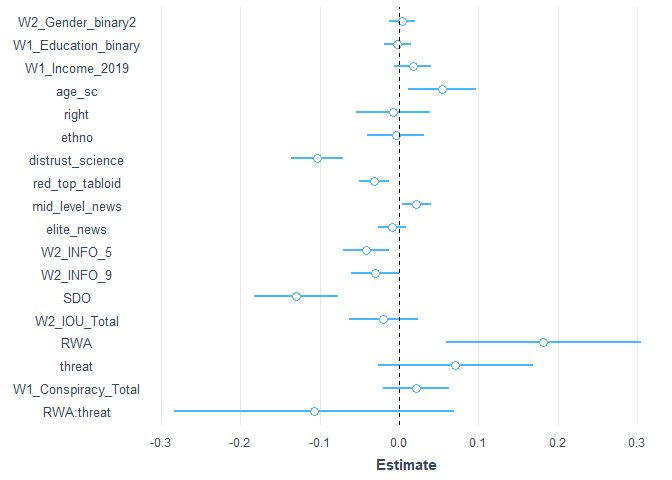 W2_Gender_binary2
W1_Education_binary
W1_Income_2019
age_sc
right
ethno
distrust_science
red_top_tabloid
mid_level_news
elite_news
W2_INFO_5
W2_INFO_9
SDO
W2_IOU_Total
RWA
threat
W1_Conspiracy_Total
RWA:threat
-0.3 -0.2 -0.1 0.0 0.1 0.2 0.3
Estimate